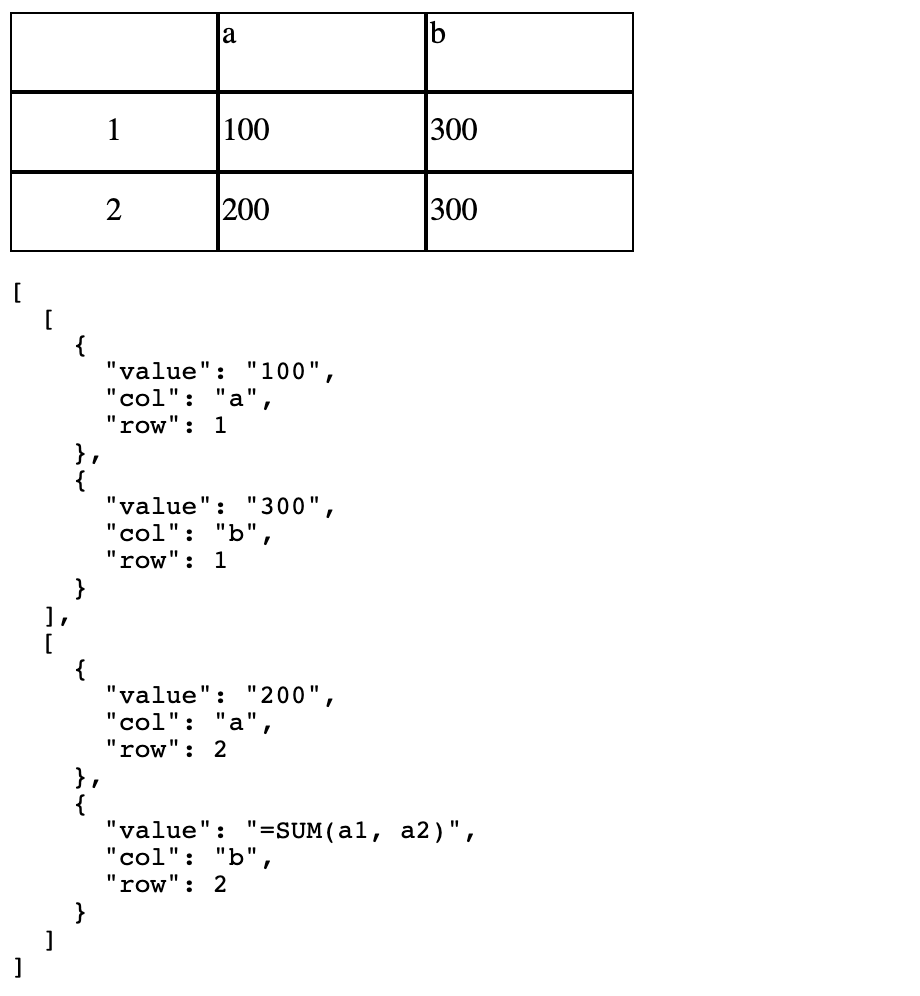 a b
1 100 300
2 200 300
[
  [
    {
      "value": "100",
      "col": "a",
      "row": 1
    },
    {
      "value": "300",
      "col": "b",
      "row": 1
    }
  ],
  [
    {
      "value": "200",
      "col": "a",
      "row": 2
    },
    {
      "value": "=SUM(a1, a2)",
      "col": "b",
      "row": 2
    }
  ]
]